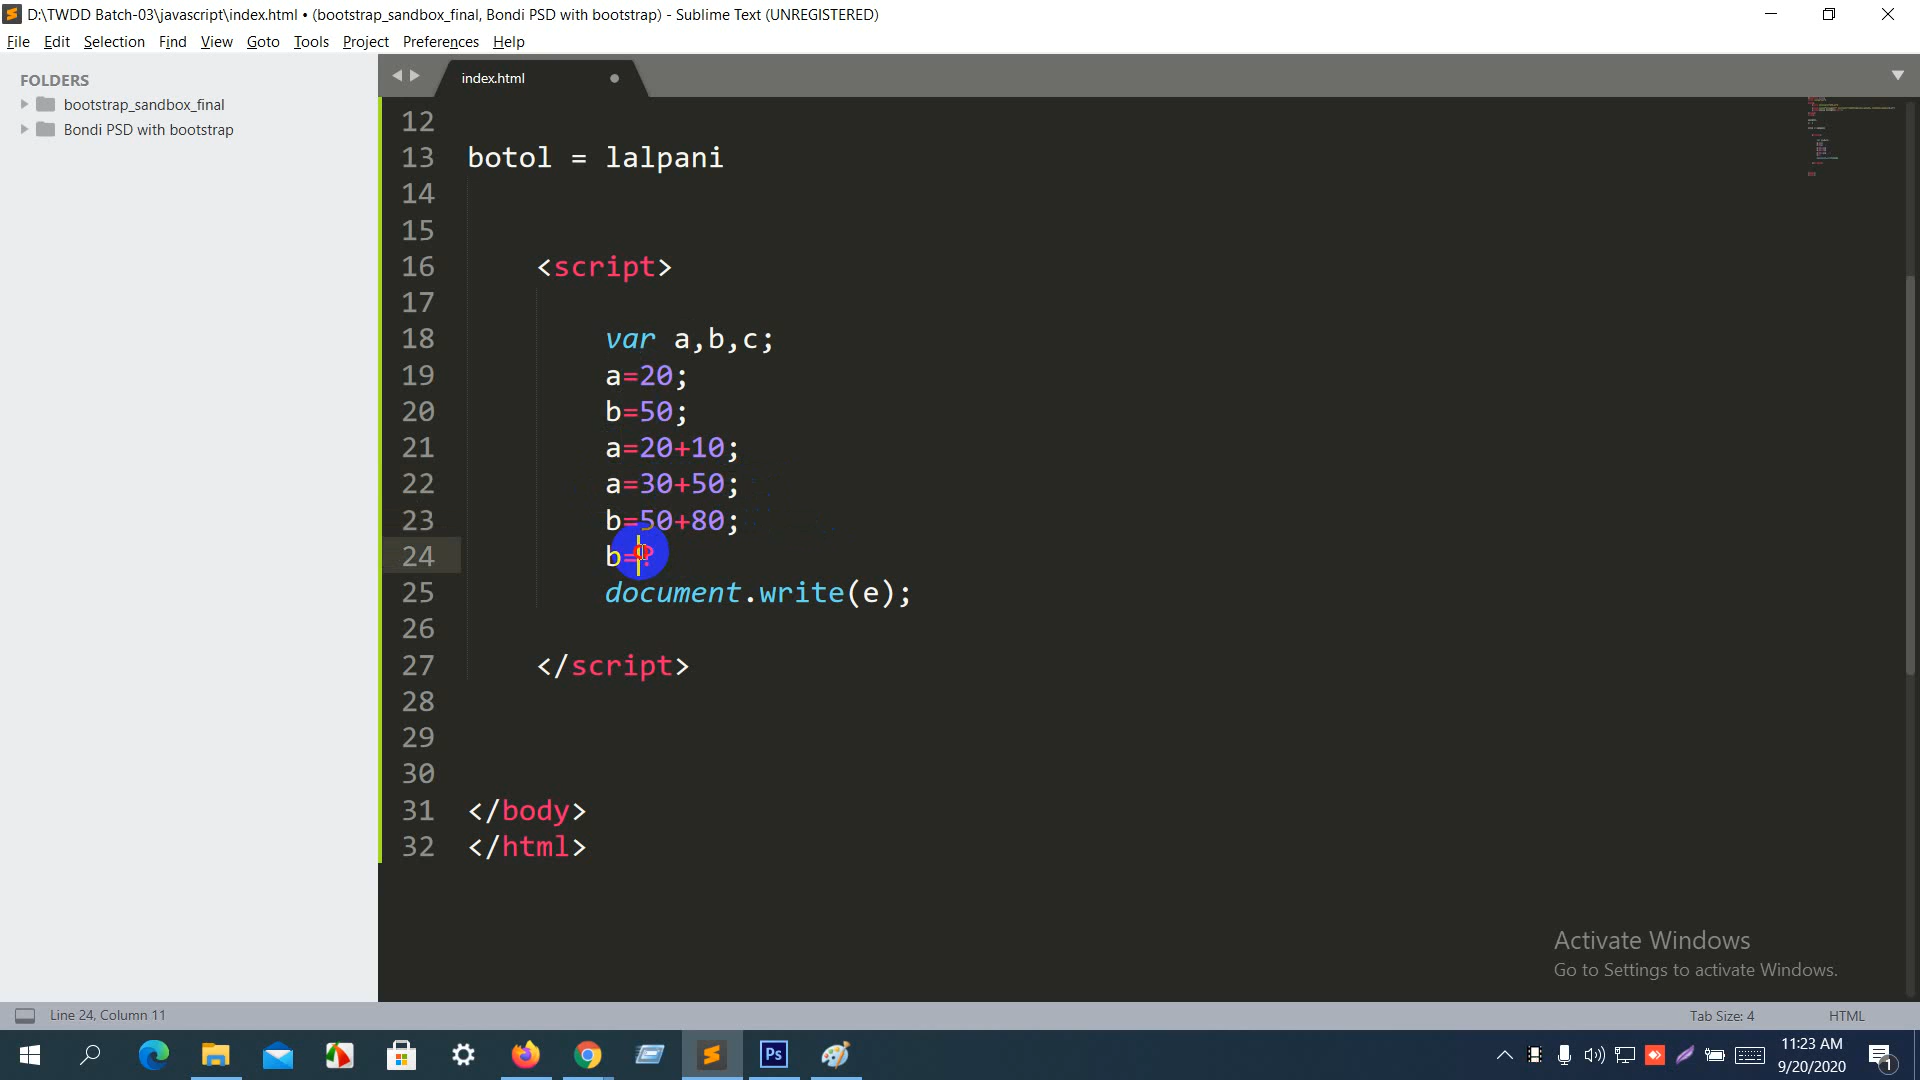 D:\TWDD Batch-03\javascript\index.html • (bootstrap_sandbox_final, Bondi PSD with bootstrap) - Sublime Text (UNREGISTERED)
File Edit Selection Find View Goto Tools Project Preferences Help
FOLDERS
bootstrap_sandbox_final
Bondi PSD with bootstrap
index.html
12
13 botol = lalpani
14
15
16 <script>
17
18 var a,b,c;
19 a=20;
20 b=50;
21 a=20+10;
22 a=30+50;
23 b=50+80;
24 b=?
25 document.write(e);
26
27 </script>
28
29
30
31 </body>
32 </html>
Activate Windows
Go to Settings to activate Windows.
Line 24, Column 11
Tab Size: 4
HTML
Ps
11:23 AM
9/20/2020
1